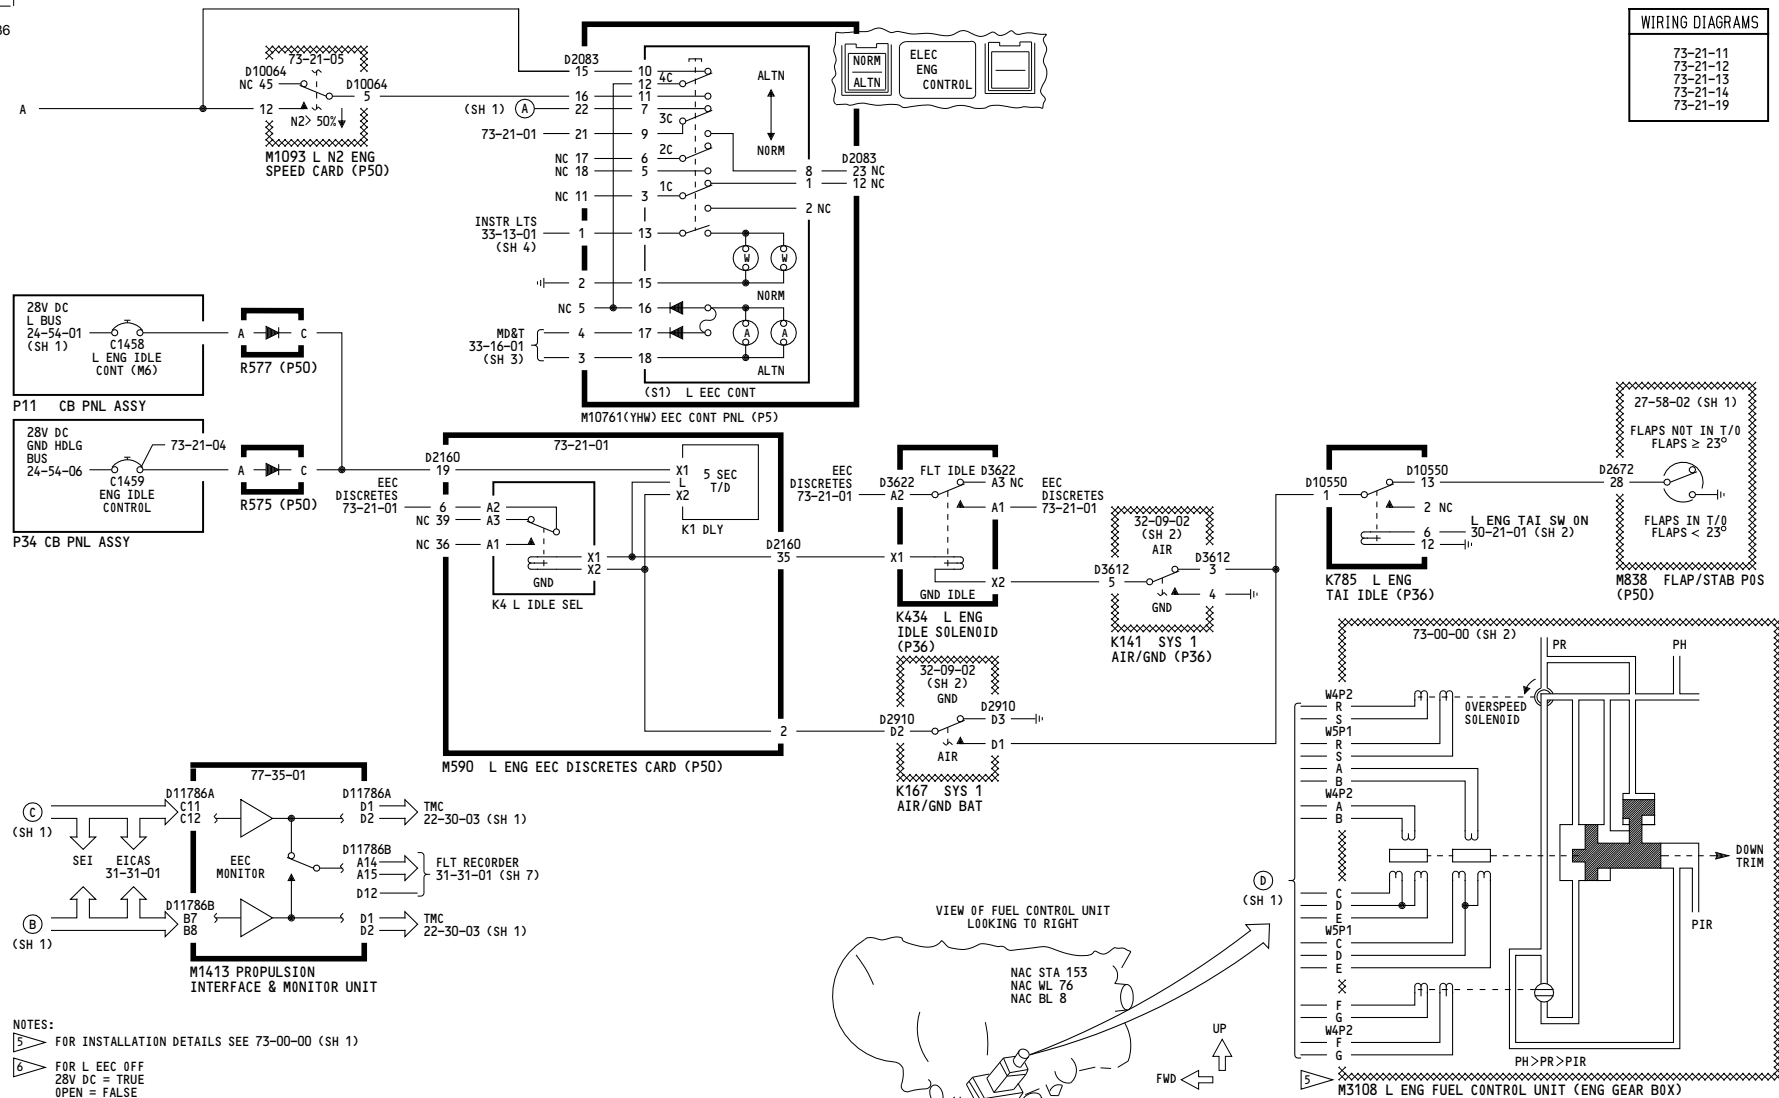 36
WIRING DIAGRAMS
73-21-11
73-21-12
73-21-13
73-21-14
73-21-19
A
73-21-05
D10064
NC 45
D10064
5
12
N2> 50%
M1093 L N2 ENG
SPEED CARD (P50)
D2083
15
16
(SH 1) A 22
73-21-01 21
NC 17
NC 18
NC 11
INSTR LTS
33-13-01
(SH 4)
1
2
NC 5
MD&T
33-16-01
(SH 3)
4
3
10
12
11
7
9
6
5
3
13
15
16
17
18
4C
3C
2C
1C
ALTN
NORM
8
1
2 NC
D2083
23 NC
12 NC
W W
NORM
A A
ALTN
(S1) L EEC CONT
M10761(YHW) EEC CONT PNL (P5)
NORM
ALTN
ELEC
ENG
CONTROL
28V DC
L BUS
24-54-01
(SH 1)
C1458
L ENG IDLE
CONT (M6)
P11 CB PNL ASSY
A C
R577 (P50)
28V DC
GND HDLG
BUS
24-54-06
73-21-04
C1459
ENG IDLE
CONTROL
P34 CB PNL ASSY
A C
R575 (P50)
73-21-01
D2160
19
EEC
DISCRETES
73-21-01
6
NC 39
NC 36
A2
A3
A1
X1
X2
GND
K4 L IDLE SEL
X1
L
X2
5 SEC
T/D
K1 DLY
D2160
35
2
M590 L ENG EEC DISCRETES CARD (P50)
EEC
DISCRETES
73-21-01
D3622
A2
FLT IDLE
D3622
A3 NC
A1
EEC
DISCRETES
73-21-01
X1
X2
GND IDLE
K434 L ENG
IDLE SOLENOID
(P36)
32-09-02
(SH 2)
AIR
D3612
5
D3612
3
4
GND
K141 SYS 1
AIR/GND (P36)
32-09-02
(SH 2)
GND
D2910
D2
D2910
D3
D1
AIR
K167 SYS 1
AIR/GND BAT
D10550
1
D10550
13
2 NC
6
12
L ENG TAI SW ON
30-21-01 (SH 2)
K785 L ENG
TAI IDLE (P36)
27-58-02 (SH 1)
FLAPS NOT IN T/O
FLAPS ≥ 23°
D2672
28
FLAPS IN T/O
FLAPS < 23°
M838 FLAP/STAB POS
(P50)
73-00-00 (SH 2)
PR
PH
OVERSPEED
SOLENOID
W4P2
R
S
W5P1
R
S
A
B
W4P2
A
B
C
D
E
W5P1
C
D
E
F
G
W4P2
F
G
D
(SH 1)
DOWN
TRIM
PIR
PH>PR>PIR
5
M3108 L ENG FUEL CONTROL UNIT (ENG GEAR BOX)
77-35-01
D11786A
C11
C12
D11786A
D1
D2
TMC
22-30-03 (SH 1)
C
(SH 1)
SEI
EICAS
31-31-01
EEC
MONITOR
D11786B
A14
A15
D12
FLT RECORDER
31-31-01 (SH 7)
B
(SH 1)
D11786B
B7
B8
D1
D2
TMC
22-30-03 (SH 1)
M1413 PROPULSION
INTERFACE & MONITOR UNIT
VIEW OF FUEL CONTROL UNIT
LOOKING TO RIGHT
NAC STA 153
NAC WL 76
NAC BL 8
UP
FWD
NOTES:
5 FOR INSTALLATION DETAILS SEE 73-00-00 (SH 1)
6 FOR L EEC OFF
28V DC = TRUE
OPEN = FALSE